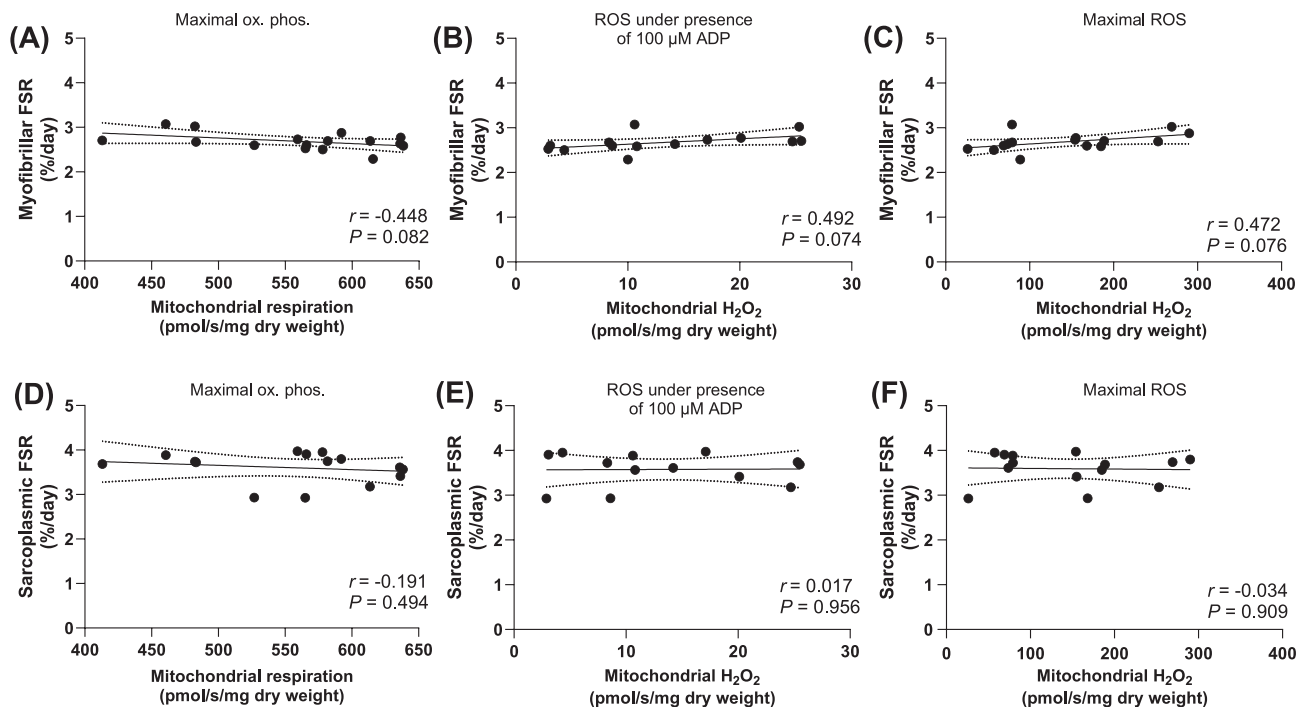 (A)
Maximal ox. phos.
Myofibrillar FSR
(%/day)
5
4
3
2
1
0
r = -0.448
P = 0.082
400 450 500 550 600 650
Mitochondrial respiration
(pmol/s/mg dry weight)
(B)
ROS under presence
of 100 µM ADP
Myofibrillar FSR
(%/day)
5
4
3
2
1
0
r = 0.492
P = 0.074
0 10 20 30
Mitochondrial H₂O₂
(pmol/s/mg dry weight)
(C)
Maximal ROS
Myofibrillar FSR
(%/day)
5
4
3
2
1
0
r = 0.472
P = 0.076
0 100 200 300 400
Mitochondrial H₂O₂
(pmol/s/mg dry weight)
(D)
Maximal ox. phos.
Sarcoplasmic FSR
(%/day)
5
4
3
2
1
0
r = -0.191
P = 0.494
400 450 500 550 600 650
Mitochondrial respiration
(pmol/s/mg dry weight)
(E)
ROS under presence
of 100 µM ADP
Sarcoplasmic FSR
(%/day)
5
4
3
2
1
0
r = 0.017
P = 0.956
0 10 20 30
Mitochondrial H₂O₂
(pmol/s/mg dry weight)
(F)
Maximal ROS
Sarcoplasmic FSR
(%/day)
5
4
3
2
1
0
r = -0.034
P = 0.909
0 100 200 300 400
Mitochondrial H₂O₂
(pmol/s/mg dry weight)